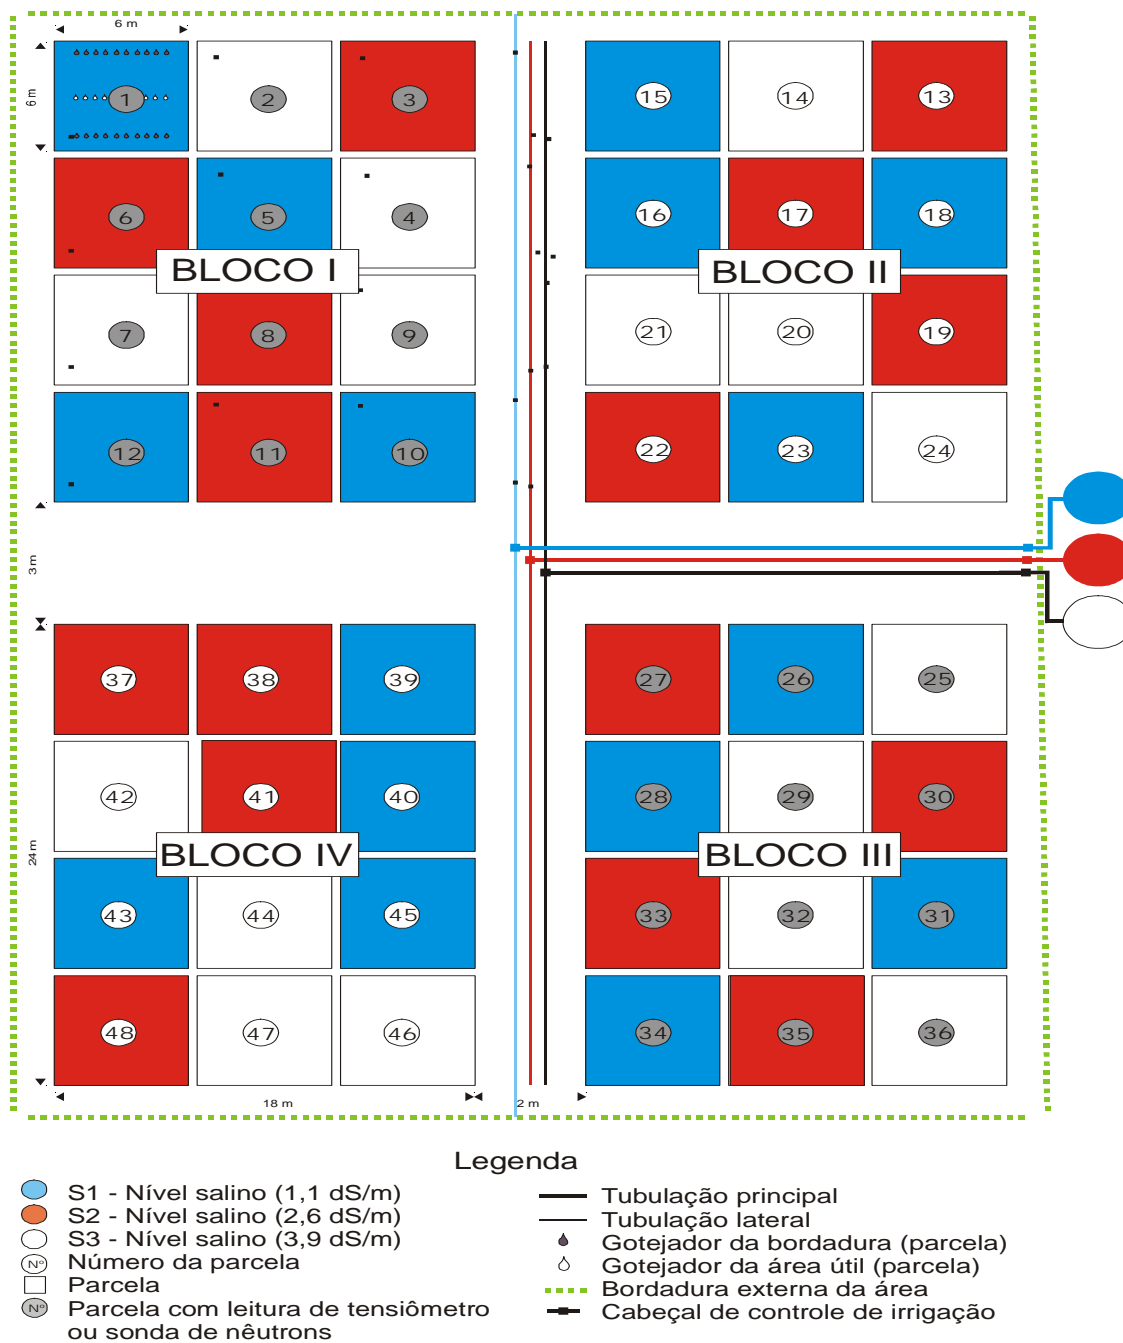 6 m
6 m
1 2 3
15 14 13
6 5 4
16 17 18
BLOCO I
BLOCO II
7 8 9
21 20 19
12 11 10
22 23 24
3 m
37 38 39
27 26 25
42 41 40
28 29 30
24 m
BLOCO IV
BLOCO III
43 44 45
33 32 31
48 47 46
34 35 36
18 m
2 m
Legenda
S1 - Nível salino (1,1 dS/m)
S2 - Nível salino (2,6 dS/m)
S3 - Nível salino (3,9 dS/m)
Nº Número da parcela
Parcela
Nº Parcela com leitura de tensiômetro
ou sonda de nêutrons
Tubulação principal
Tubulação lateral
Gotejador da bordadura (parcela)
Gotejador da área útil (parcela)
Bordadura externa da área
Cabeçal de controle de irrigação